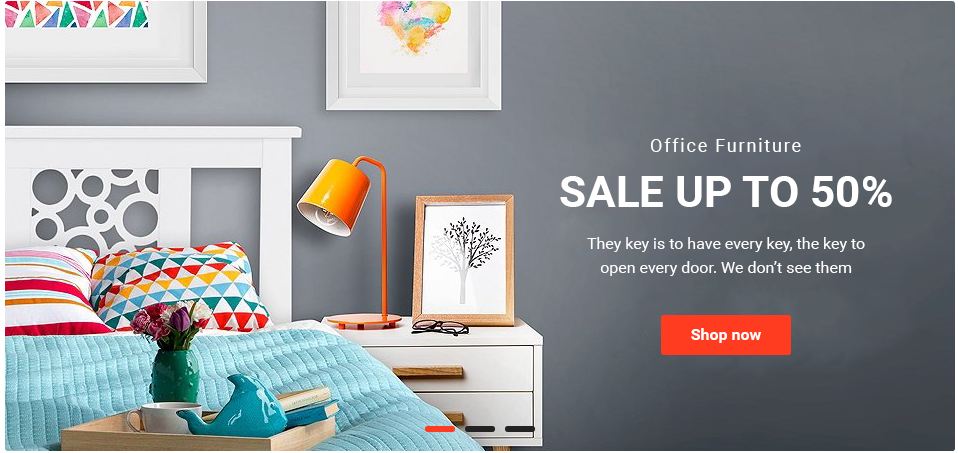 Office Furniture
SALE UP TO 50%
They key is to have every key, the key to
open every door. We don’t see them
Shop now